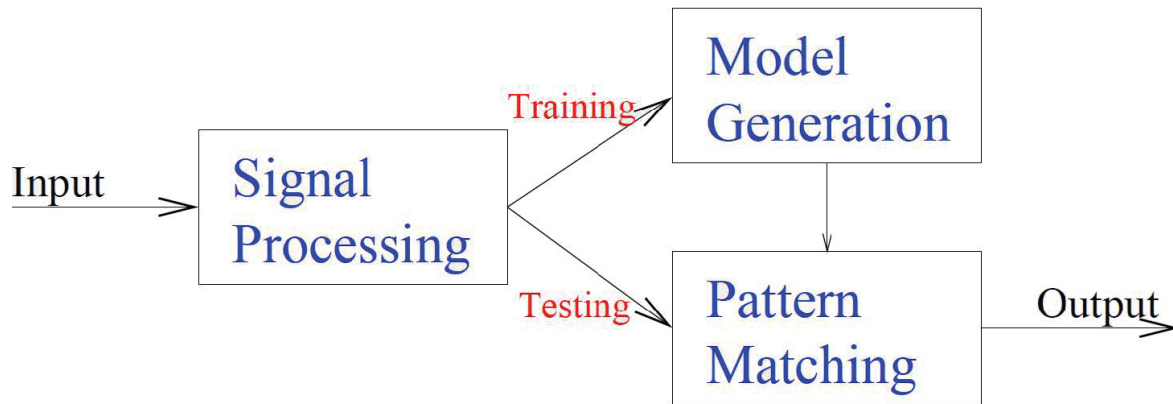 Input
Signal
Processing
Training
Testing
Model
Generation
Pattern
Matching
Output